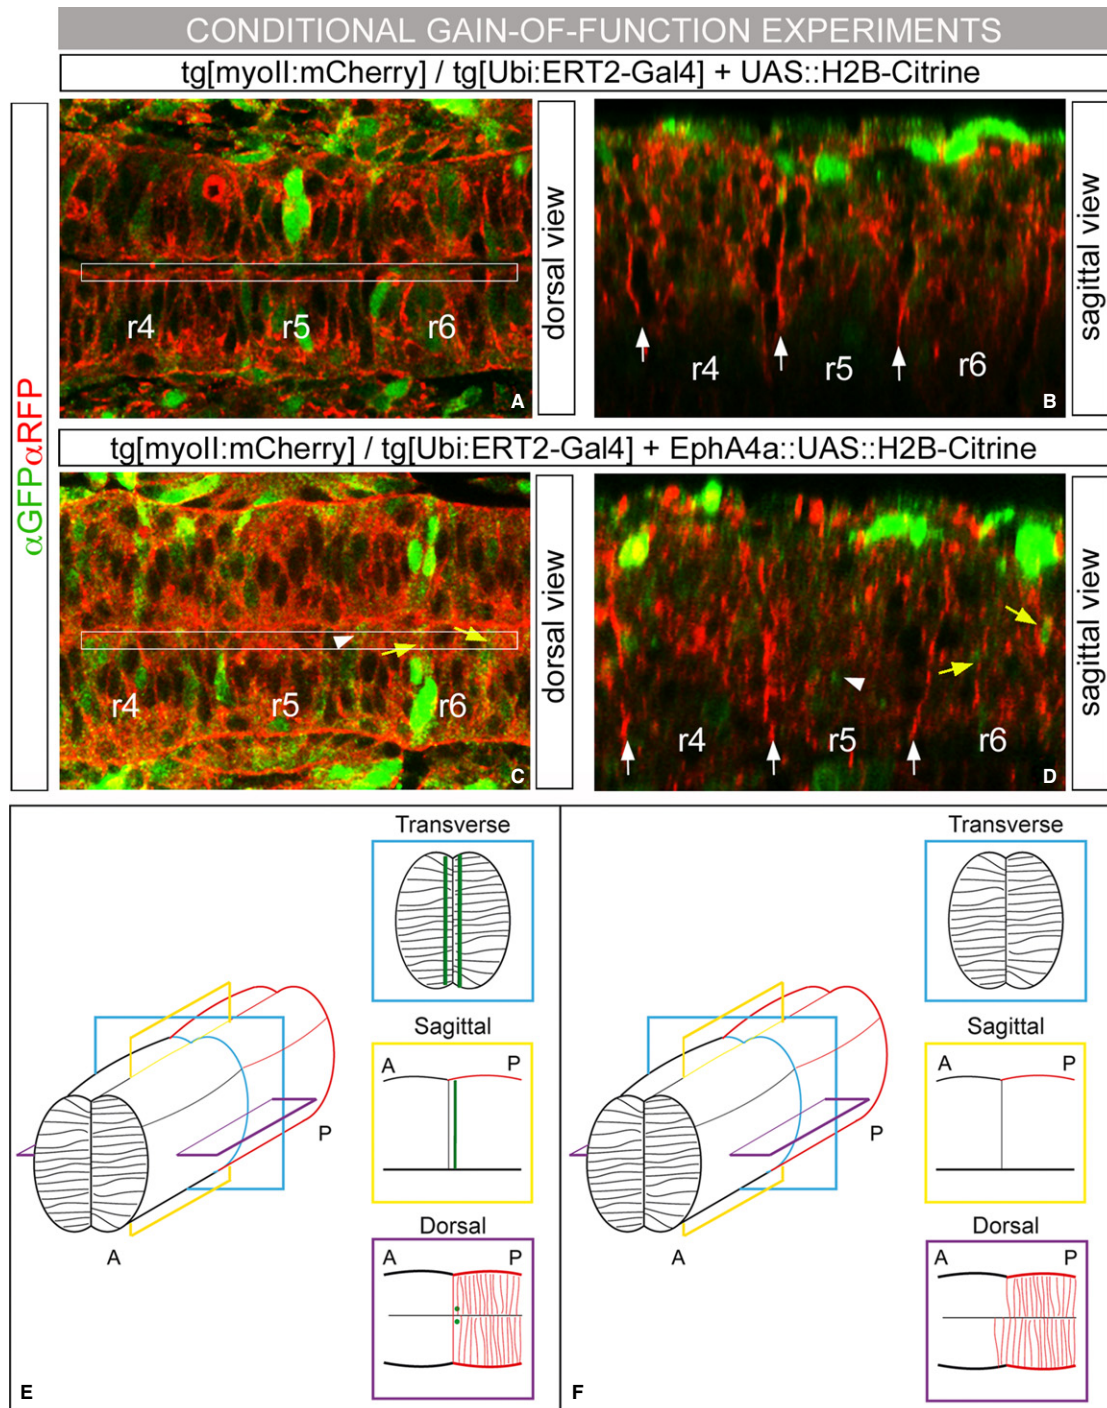 CONDITIONAL GAIN-OF-FUNCTION EXPERIMENTS
tg[myoII:mCherry] / tg[Ubi:ERT2-Gal4] + UAS::H2B-Citrine
αGFPαRFP
r4
r5
r6
A
dorsal view
r4
r5
r6
B
sagittal view
tg[myoII:mCherry] / tg[Ubi:ERT2-Gal4] + EphA4a::UAS::H2B-Citrine
r4
r5
r6
C
dorsal view
r4
r5
r6
D
sagittal view
Transverse
Sagittal
A P
Dorsal
A P
P
A
E
Transverse
Sagittal
A P
Dorsal
A P
P
A
F